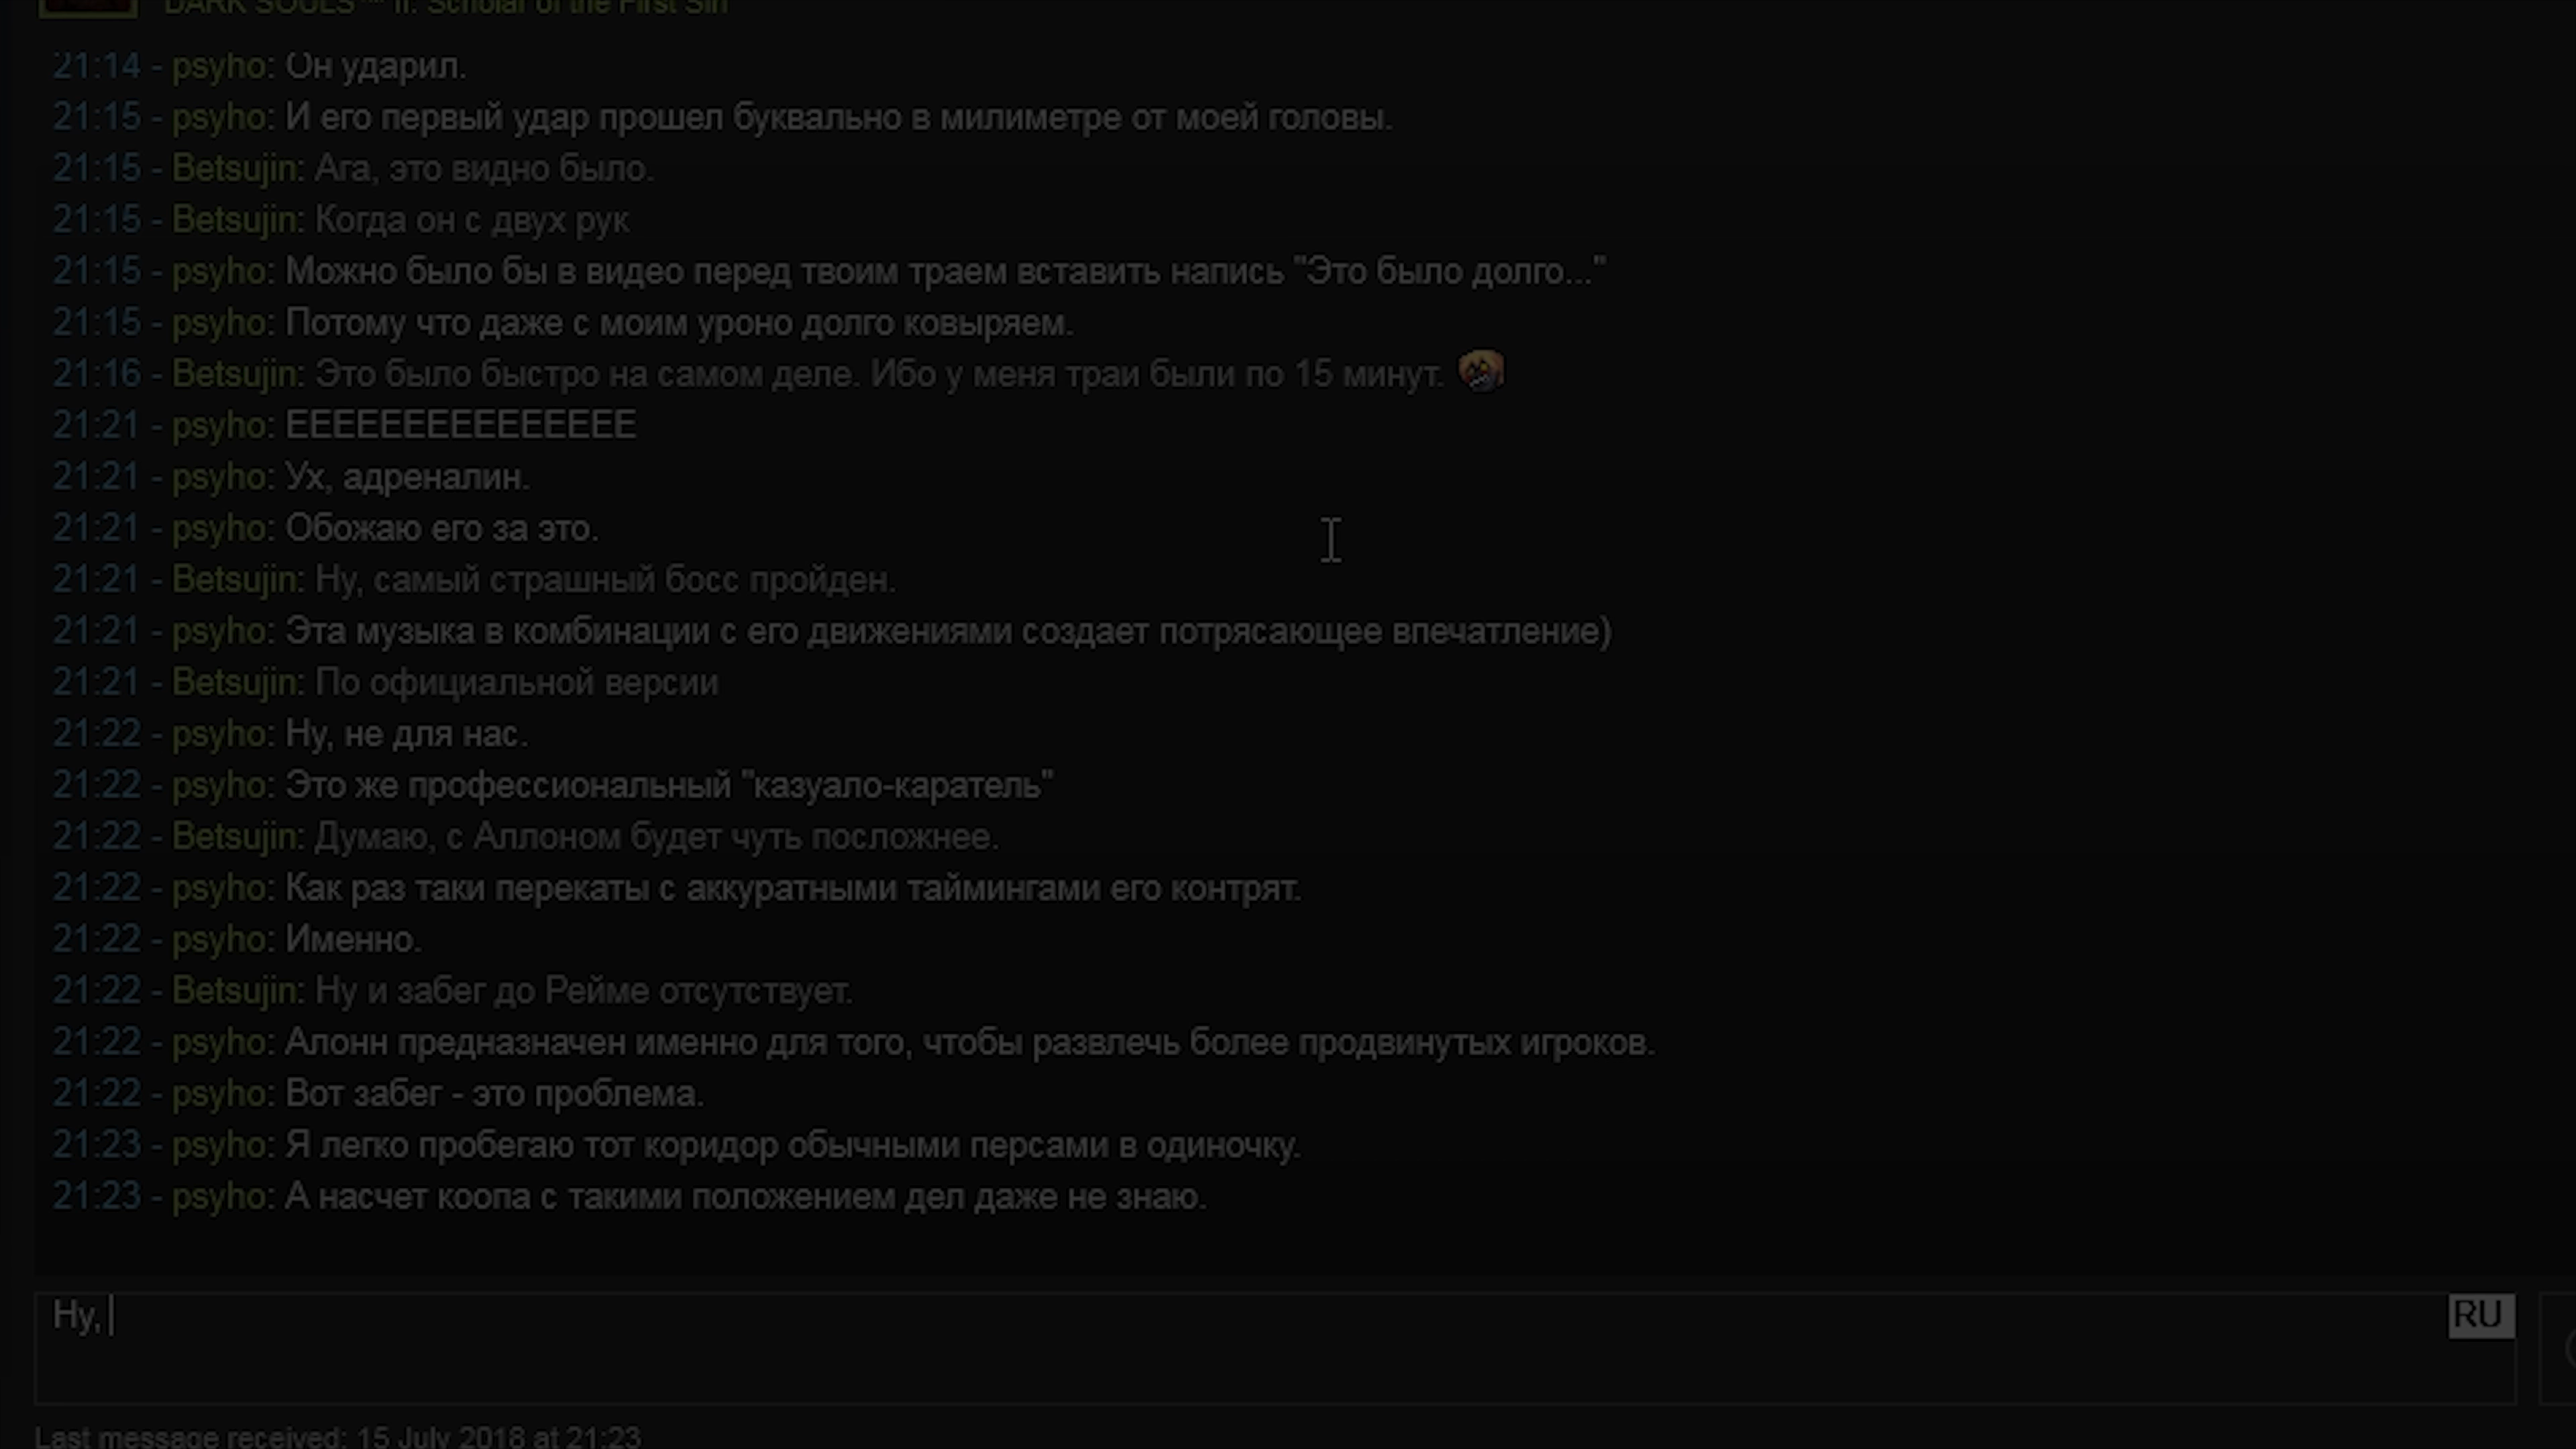 DARK SOULS™ II: Scholar of the First Sin
21:14 - psyho: Он ударил.
21:15 - psyho: И его первый удар прошел буквально в милиметре от моей головы.
21:15 - Betsujin: Ага, это видно было.
21:15 - Betsujin: Когда он с двух рук
21:15 - psyho: Можно было бы в видео перед твоим траем вставить напись "Это было долго..."
21:15 - psyho: Потому что даже с моим уроно долго ковыряем.
21:16 - Betsujin: Это было быстро на самом деле. Ибо у меня траи были по 15 минут.
21:21 - psyho: ЕЕЕЕЕЕЕЕЕЕЕЕЕЕЕ
21:21 - psyho: Ух, адреналин.
21:21 - psyho: Обожаю его за это.
21:21 - Betsujin: Ну, самый страшный босс пройден.
21:21 - psyho: Эта музыка в комбинации с его движениями создает потрясающее впечатление)
21:21 - Betsujin: По официальной версии
21:22 - psyho: Ну, не для нас.
21:22 - psyho: Это же профессиональный "казуало-каратель"
21:22 - Betsujin: Думаю, с Аллоном будет чуть посложнее.
21:22 - psyho: Как раз таки перекаты с аккуратными таймингами его контрят.
21:22 - psyho: Именно.
21:22 - Betsujin: Ну и забег до Рейме отсутствует.
21:22 - psyho: Алонн предназначен именно для того, чтобы развлечь более продвинутых игроков.
21:22 - psyho: Вот забег - это проблема.
21:23 - psyho: Я легко пробегаю тот коридор обычными персами в одиночку.
21:23 - psyho: А насчет коопа с такими положением дел даже не знаю.
Ну,
RU
Last message received: 15 July 2018 at 21:23